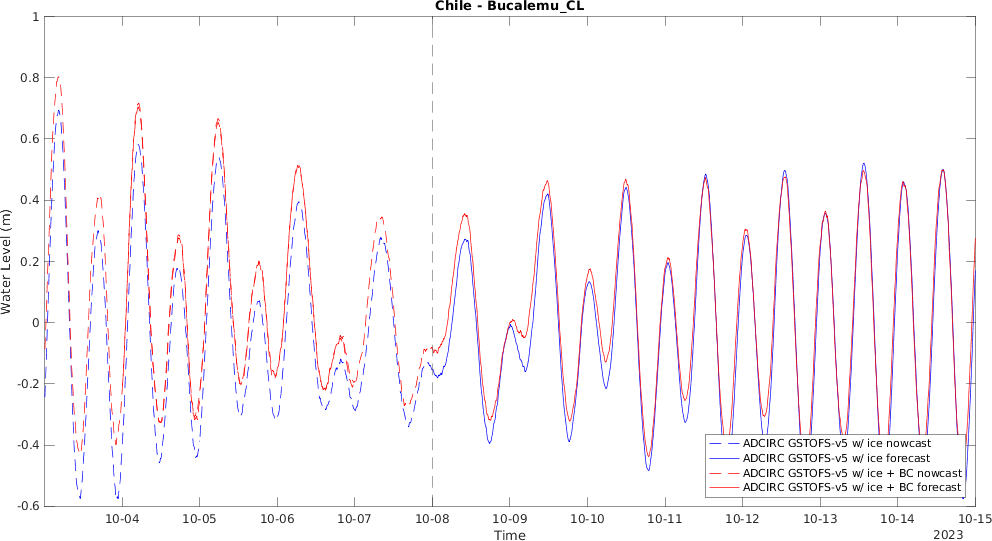 Chile - Bucalemu_CL
Water Level (m)
1
0.8
0.6
0.4
0.2
0
-0.2
-0.4
-0.6
10-04 10-05 10-06 10-07 10-08 10-09 10-10 10-11 10-12 10-13 10-14 10-15
Time
2023
ADCIRC GSTOFS-v5 w/ ice nowcast
ADCIRC GSTOFS-v5 w/ ice forecast
ADCIRC GSTOFS-v5 w/ ice + BC nowcast
ADCIRC GSTOFS-v5 w/ ice + BC forecast